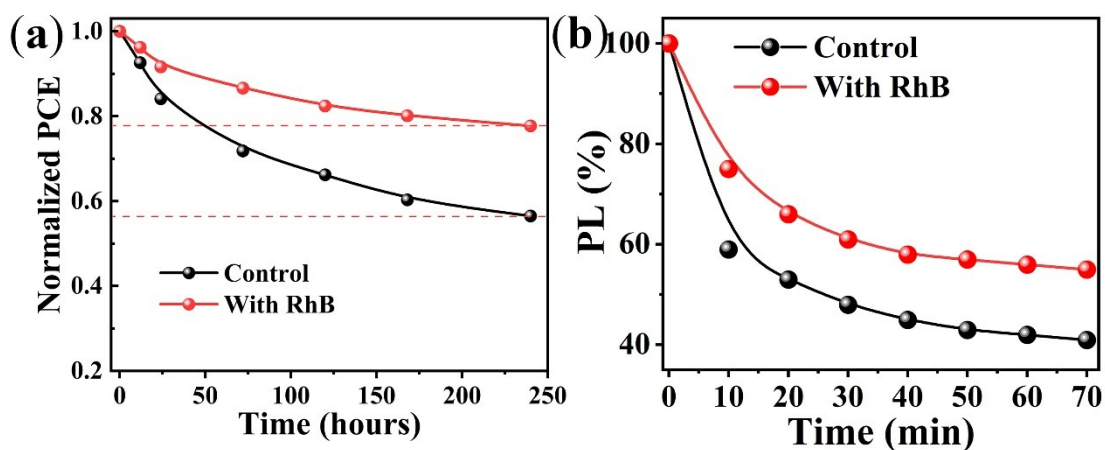 (a)
Normalized PCE
1.0
0.8
0.6
0.4
0.2
Control
With RhB
0 50 100 150 200 250
Time (hours)
(b)
PL (%)
100
80
60
40
Control
With RhB
0 10 20 30 40 50 60 70
Time (min)